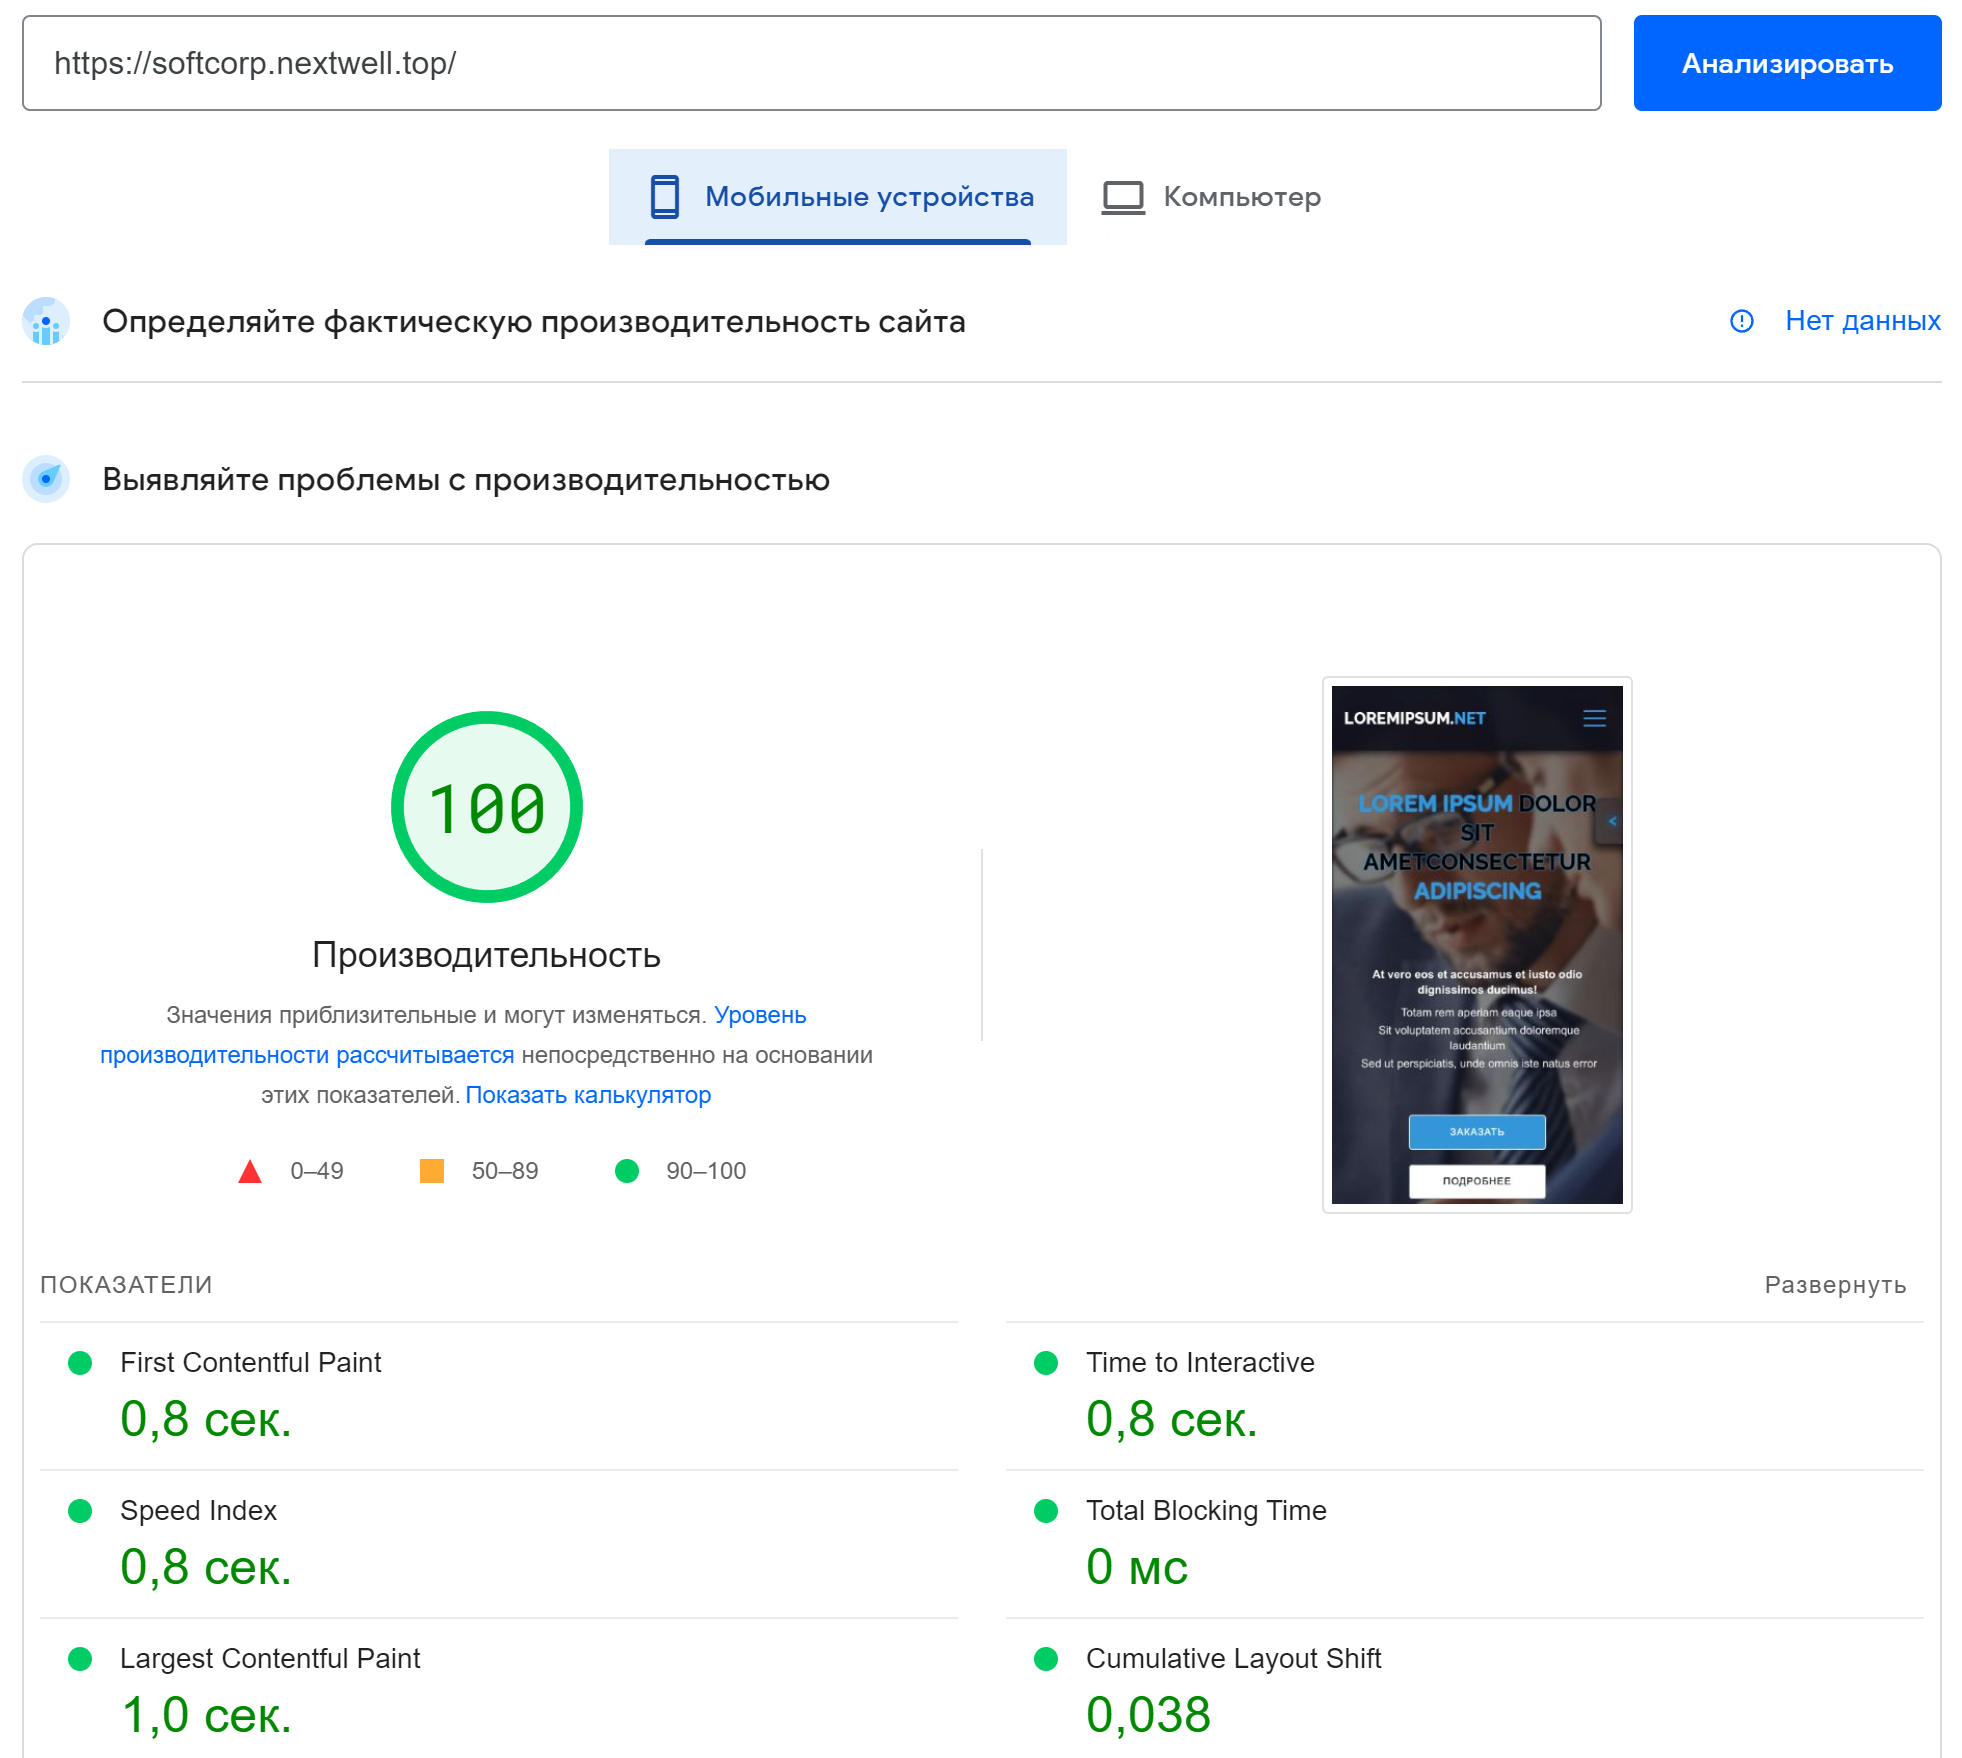 https://softcorp.nextwell.top/
Анализировать
Мобильные устройства
Компьютер
Определяйте фактическую производительность сайта
Нет данных
Выявляйте проблемы с производительностью
100
Производительность
Значения приблизительные и могут изменяться. Уровень
производительности рассчитывается непосредственно на основании
этих показателей. Показать калькулятор
0–49
50–89
90–100
LOREMIPSUM.NET
LOREM IPSUM DOLOR
SIT
AMETCONSECTETUR
ADIPISCING
<
At vero eos et accusamus et iusto odio
dignissimos ducimus!
Totam rem aperiam eaque ipsa
Sit voluptatem accusantium doloremque
laudantium
Sed ut perspiciatis, unde omnis iste natus error
ЗАКАЗАТЬ
ПОДРОБНЕЕ
ПОКАЗАТЕЛИ
Развернуть
First Contentful Paint
0,8 сек.
Time to Interactive
0,8 сек.
Speed Index
0,8 сек.
Total Blocking Time
0 мс
Largest Contentful Paint
1,0 сек.
Cumulative Layout Shift
0,038